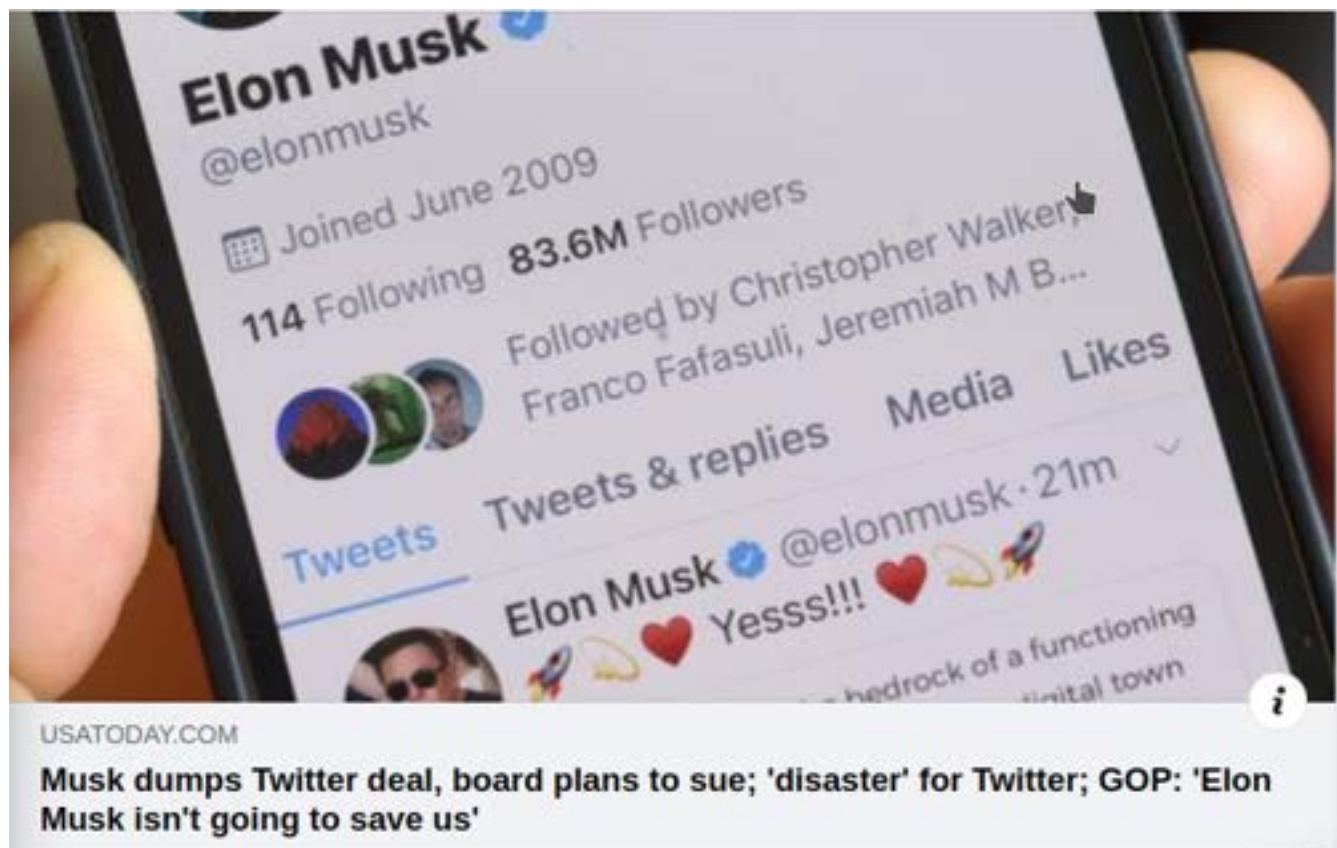 Elon Musk
@elonmusk
Joined June 2009
114 Following 83.6M Followers
Followed by Christopher Walker,
Franco Fafasuli, Jeremiah M B...
Tweets Tweets & replies Media Likes
Elon Musk @elonmusk · 21m
🚀💫❤️ Yesss!!! ❤️💫🚀
bedrock of a functioning
digital town
i
USATODAY.COM
Musk dumps Twitter deal, board plans to sue; 'disaster' for Twitter; GOP: 'Elon
Musk isn't going to save us'